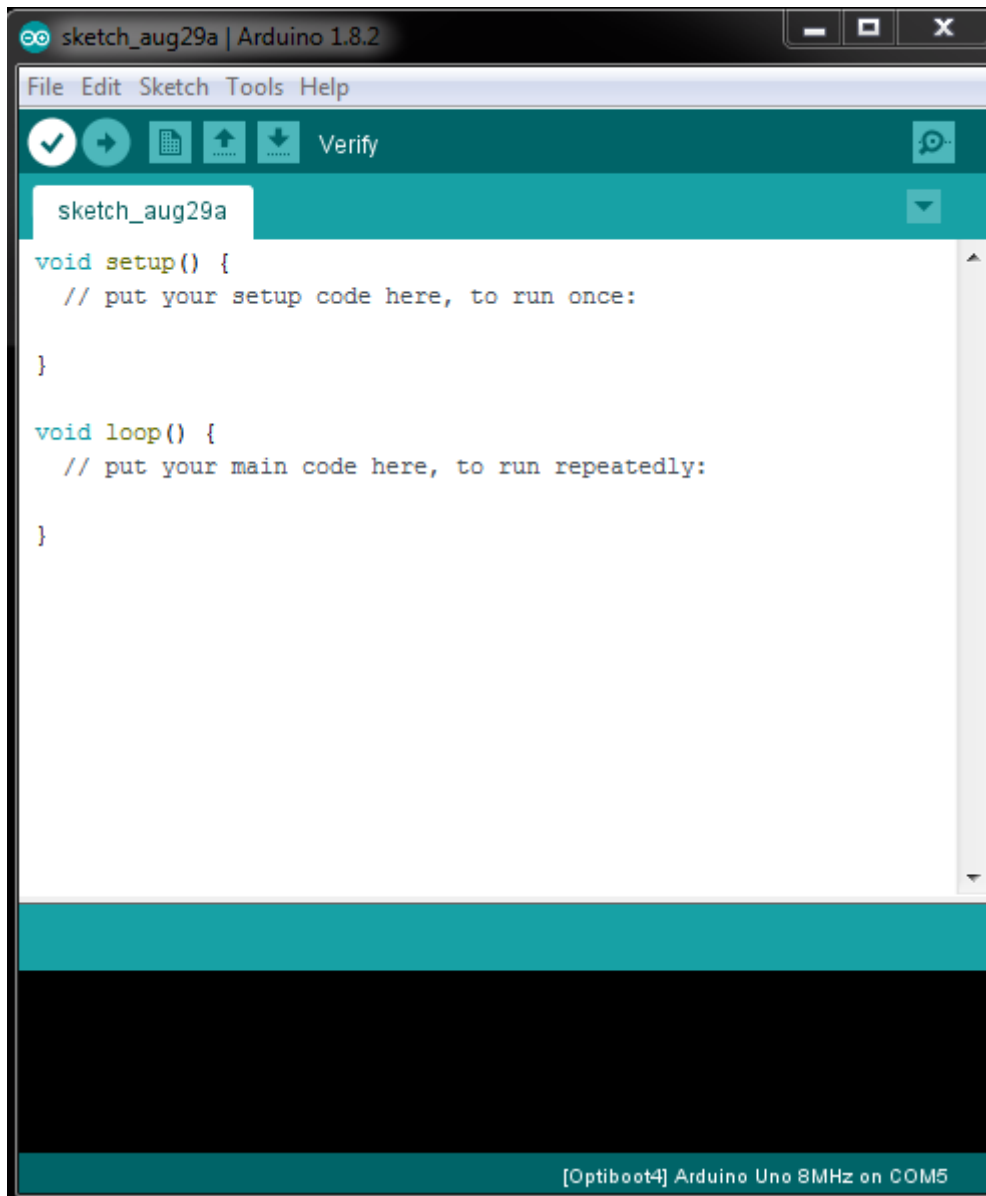 sketch_aug29a | Arduino 1.8.2
File Edit Sketch Tools Help
Verify
sketch_aug29a
void setup() {
  // put your setup code here, to run once:
}
void loop() {
  // put your main code here, to run repeatedly:
}
[Optiboot4] Arduino Uno 8MHz on COM5